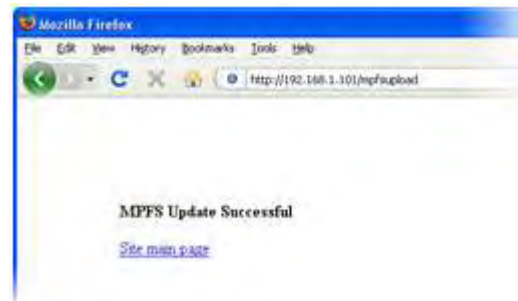 Mozilla Firefox
File Edit View History Bookmarks Tools Help
http://192.168.1.101/mpfsupload
MPFS Update Successful
Site main page